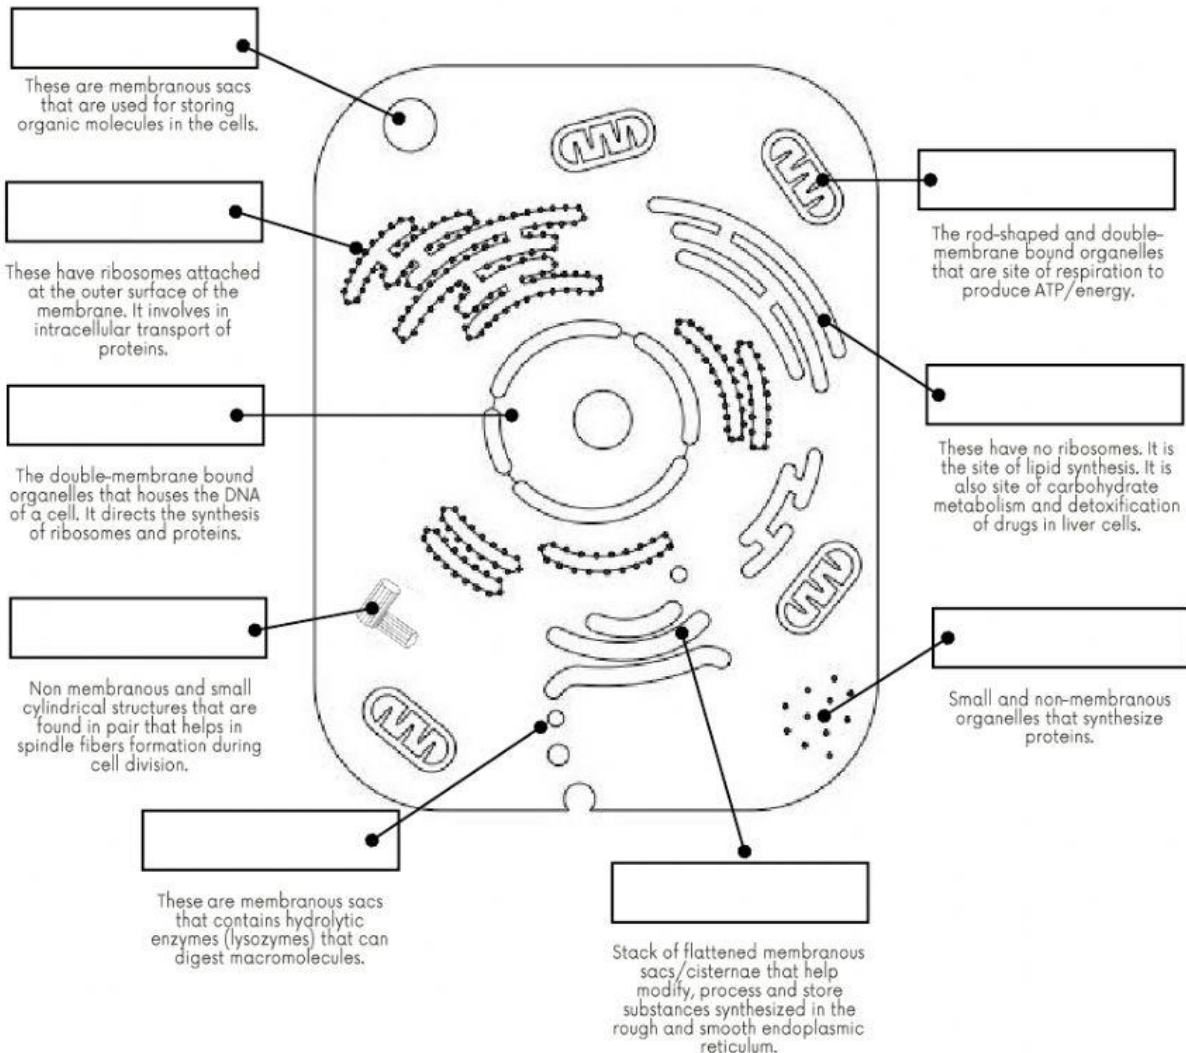 These are membranous sacs
that are used for storing
organic molecules in the cells.
These have ribosomes attached
at the outer surface of the
membrane. It involves in
intracellular transport of
proteins.
The double-membrane bound
organelles that houses the DNA
of a cell. It directs the synthesis
of ribosomes and proteins.
Non membranous and small
cylindrical structures that are
found in pair that helps in
spindle fibers formation during
cell division.
These are membranous sacs
that contains hydrolytic
enzymes (lysozymes) that can
digest macromolecules.
Stack of flattened membranous
sacs/cisternae that help
modify, process and store
substances synthesized in the
rough and smooth endoplasmic
reticulum.
The rod-shaped and double-
membrane bound organelles
that are site of respiration to
produce ATP/energy.
These have no ribosomes. It is
the site of lipid synthesis. It is
also site of carbohydrate
metabolism and detoxification
of drugs in liver cells.
Small and non-membranous
organelles that synthesize
proteins.